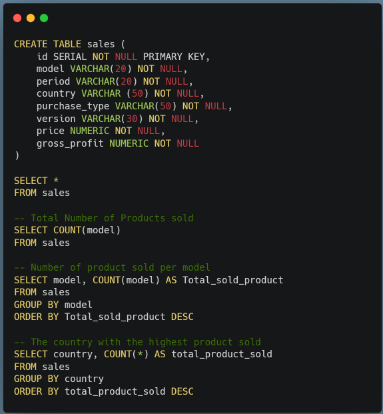 CREATE TABLE sales (
    id SERIAL NOT NULL PRIMARY KEY,
    model VARCHAR(20) NOT NULL,
    period VARCHAR(20) NOT NULL,
    country VARCHAR (50) NOT NULL,
    purchase_type VARCHAR(50) NOT NULL,
    version VARCHAR(30) NOT NULL,
    price NUMERIC NOT NULL,
    gross_profit NUMERIC NOT NULL
)

SELECT *
FROM sales

-- Total Number of Products sold
SELECT COUNT(model)
FROM sales

-- Number of product sold per model
SELECT model, COUNT(model) AS Total_sold_product
FROM sales
GROUP BY model
ORDER BY Total_sold_product DESC

-- The country with the highest product sold
SELECT country, COUNT(*) AS total_product_sold
FROM sales
GROUP BY country
ORDER BY total_product_sold DESC